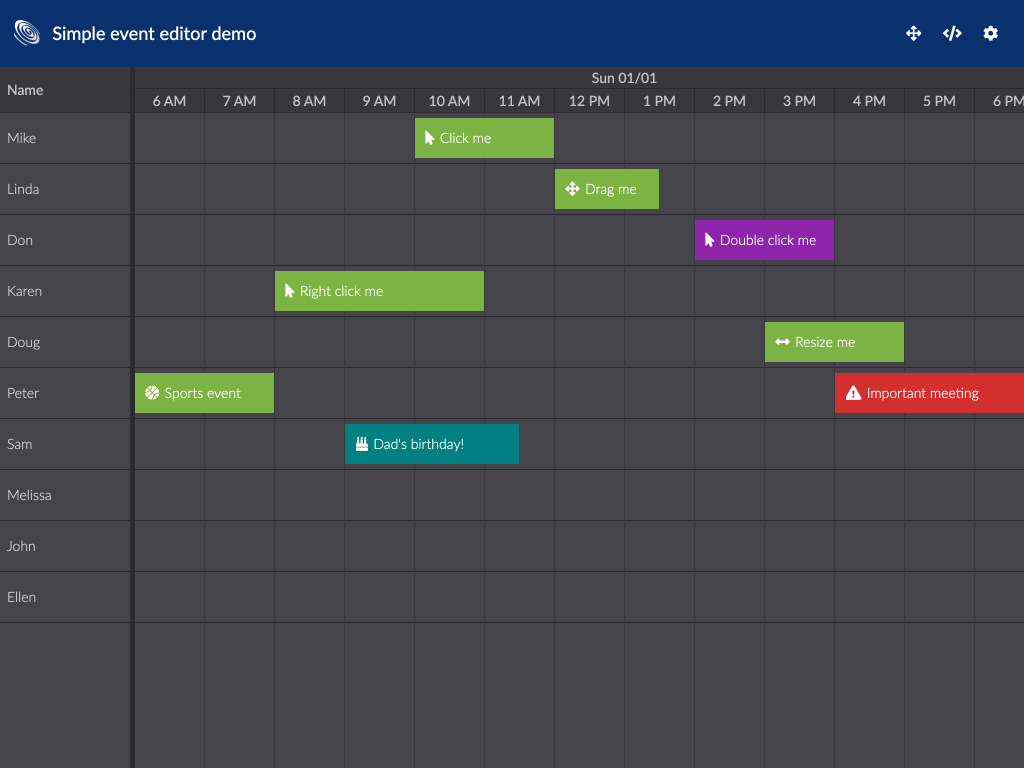 Simple event editor demo
Name
Sun 01/01
6 AM 7 AM 8 AM 9 AM 10 AM 11 AM 12 PM 1 PM 2 PM 3 PM 4 PM 5 PM 6 PM
Mike Click me
Linda Drag me
Don Double click me
Karen Right click me
Doug Resize me
Peter Sports event Important meeting
Sam Dad's birthday!
Melissa
John
Ellen